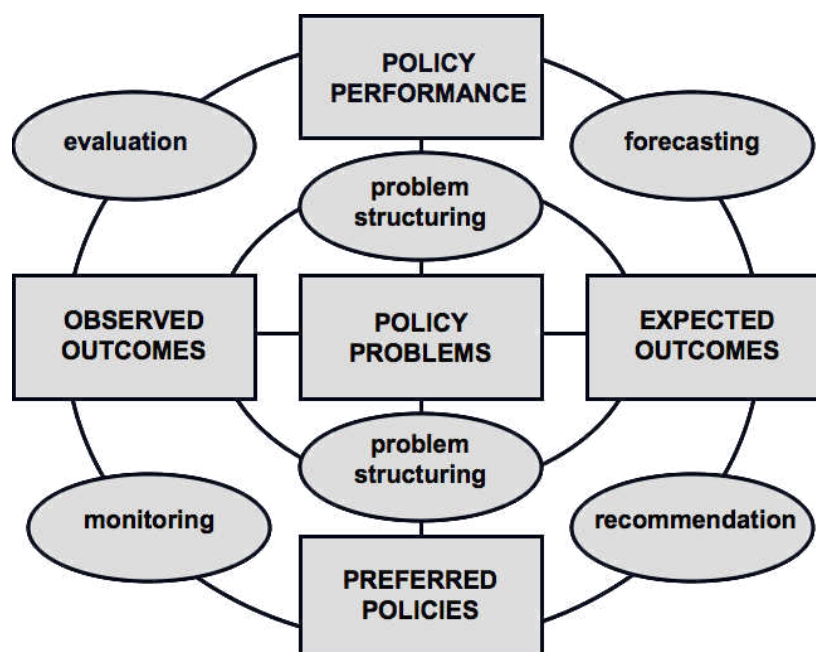 POLICY
PERFORMANCE
evaluation
forecasting
problem
structuring
OBSERVED
OUTCOMES
POLICY
PROBLEMS
EXPECTED
OUTCOMES
problem
structuring
monitoring
recommendation
PREFERRED
POLICIES